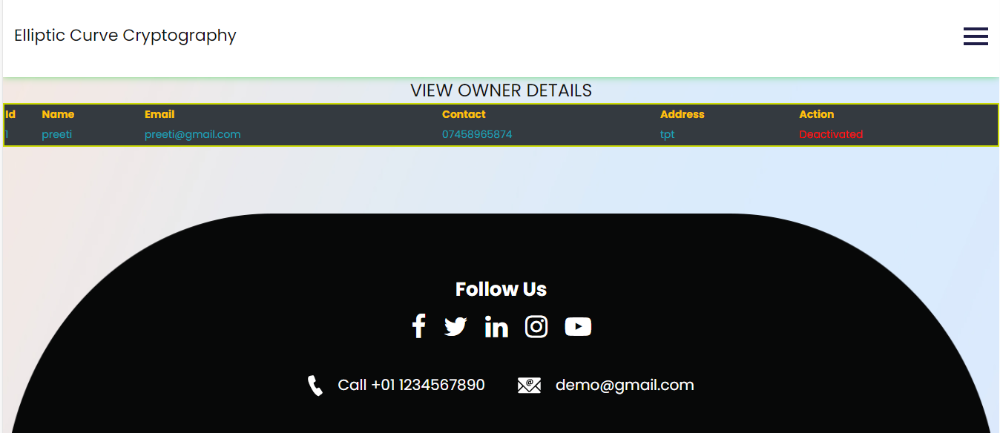 Elliptic Curve Cryptography
VIEW OWNER DETAILS
Id Name Email Contact Address Action
1 preeti preeti@gmail.com 07458965874 tpt Deactivated
Follow Us
Call +01 1234567890 demo@gmail.com